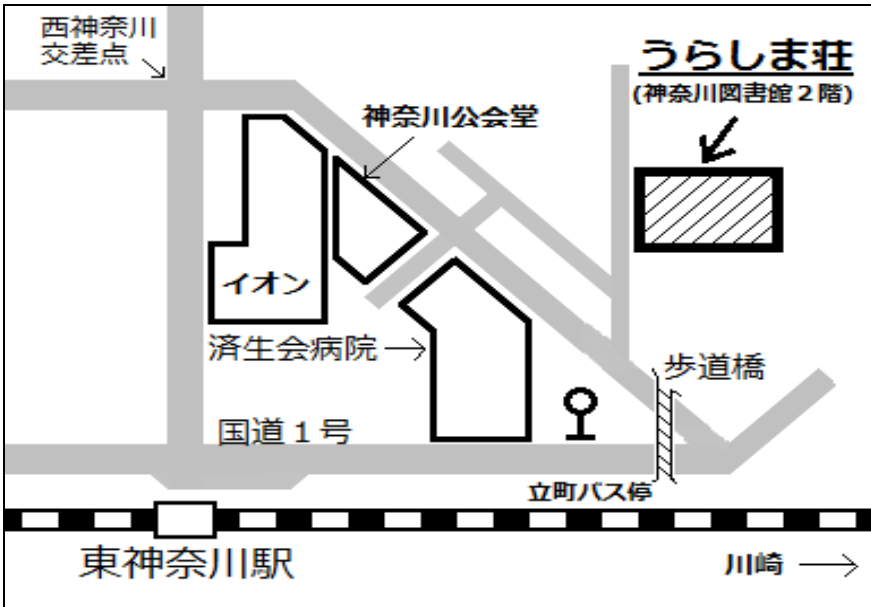 西神奈川
交差点
うらしま荘
(神奈川図書館２階)
神奈川公会堂
イオン
済生会病院
歩道橋
国道１号
立町バス停
東神奈川駅
川崎